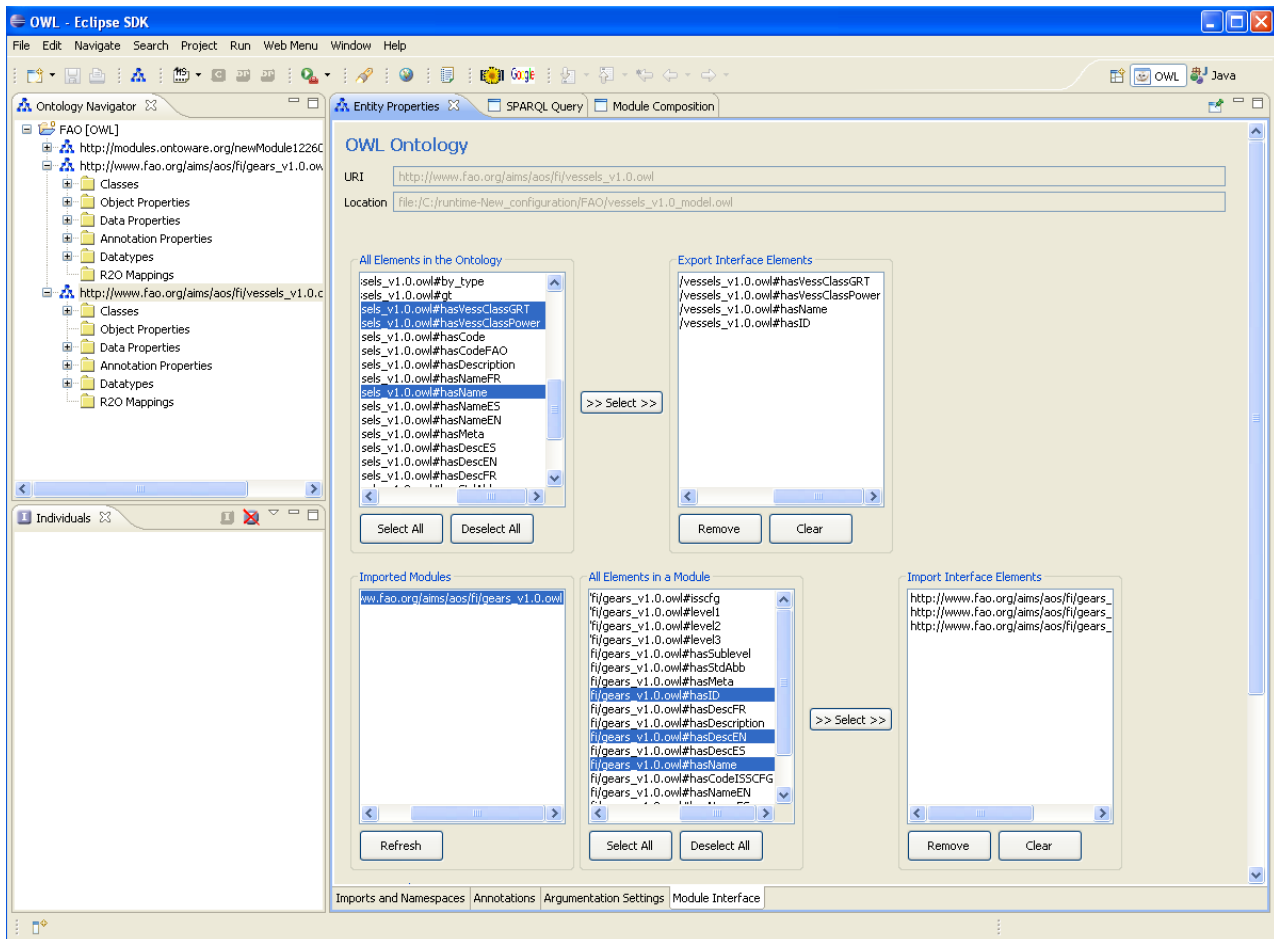 OWL - Eclipse SDK
File Edit Navigate Search Project Run Web Menu Window Help
OWL Java
Ontology Navigator
FAO [OWL]
http://modules.ontoware.org/newModule1226C
http://www.fao.org/aims/aos/fi/gears_v1.0.ow
Classes
Object Properties
Data Properties
Annotation Properties
Datatypes
R2O Mappings
http://www.fao.org/aims/aos/fi/vessels_v1.0.c
Classes
Object Properties
Data Properties
Annotation Properties
Datatypes
R2O Mappings
Individuals
Entity Properties SPARQL Query Module Composition
OWL Ontology
URI http://www.fao.org/aims/aos/fi/vessels_v1.0.owl
Location file:/C:/runtime-New_configuration/FAO/vessels_v1.0_model.owl
All Elements in the Ontology
sels_v1.0.owl#by_type
sels_v1.0.owl#gt
sels_v1.0.owl#hasVessClassGRT
sels_v1.0.owl#hasVessClassPower
sels_v1.0.owl#hasCode
sels_v1.0.owl#hasCodeFAO
sels_v1.0.owl#hasDescription
sels_v1.0.owl#hasNameFR
sels_v1.0.owl#hasName
sels_v1.0.owl#hasNameES
sels_v1.0.owl#hasNameEN
sels_v1.0.owl#hasMeta
sels_v1.0.owl#hasDescES
sels_v1.0.owl#hasDescEN
sels_v1.0.owl#hasDescFR
Select All Deselect All
>> Select >>
Export Interface Elements
/vessels_v1.0.owl#hasVessClassGRT
/vessels_v1.0.owl#hasVessClassPower
/vessels_v1.0.owl#hasName
/vessels_v1.0.owl#hasID
Remove Clear
Imported Modules
ww.fao.org/aims/aos/fi/gears_v1.0.owl
Refresh
All Elements in a Module
fi/gears_v1.0.owl#isscfg
fi/gears_v1.0.owl#level1
fi/gears_v1.0.owl#level2
fi/gears_v1.0.owl#level3
fi/gears_v1.0.owl#hasSublevel
fi/gears_v1.0.owl#hasStdAbb
fi/gears_v1.0.owl#hasMeta
fi/gears_v1.0.owl#hasID
fi/gears_v1.0.owl#hasDescFR
fi/gears_v1.0.owl#hasDescription
fi/gears_v1.0.owl#hasDescEN
fi/gears_v1.0.owl#hasDescES
fi/gears_v1.0.owl#hasName
fi/gears_v1.0.owl#hasCodeISSCFG
fi/gears_v1.0.owl#hasNameEN
Select All Deselect All
>> Select >>
Import Interface Elements
http://www.fao.org/aims/aos/fi/gears_
http://www.fao.org/aims/aos/fi/gears_
http://www.fao.org/aims/aos/fi/gears_
Remove Clear
Imports and Namespaces Annotations Argumentation Settings Module Interface